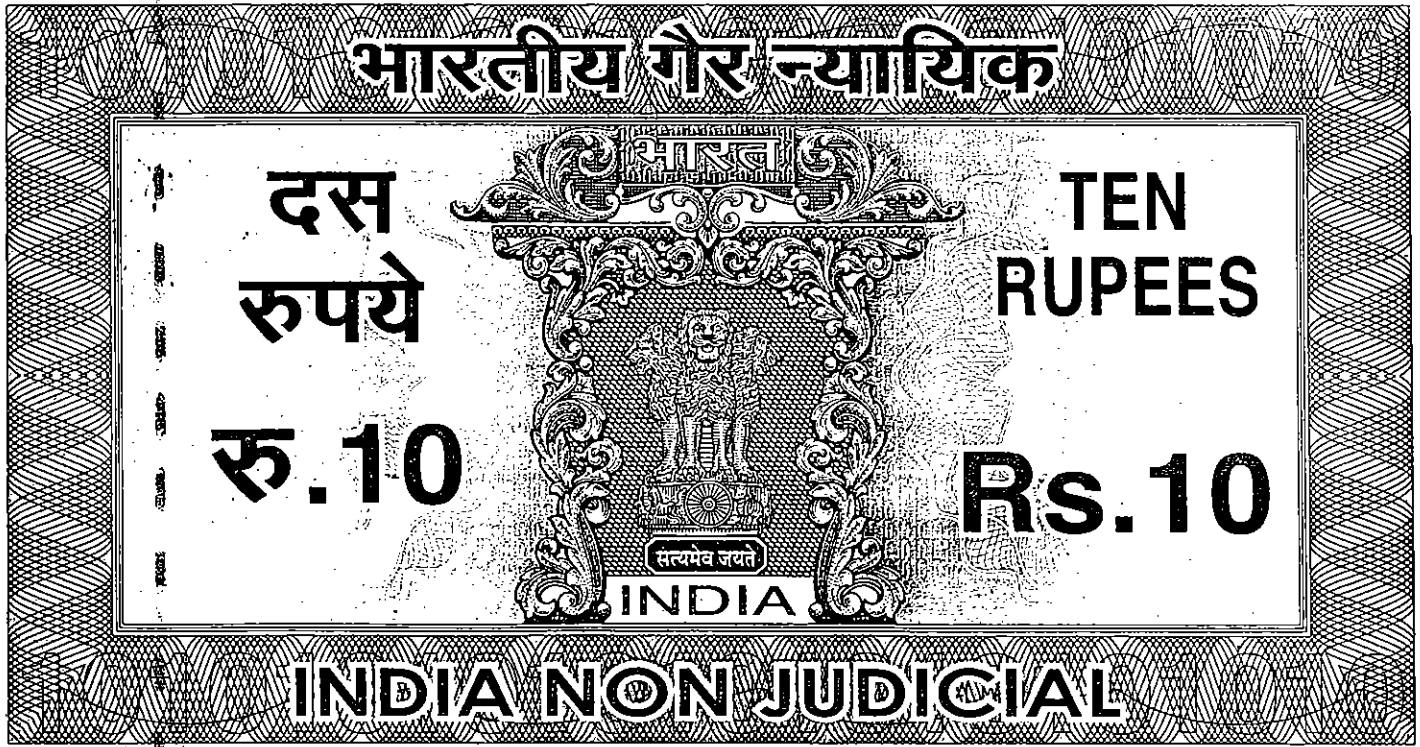 भारतीय गैर न्यायिक
भारत
दस
रुपये
रु.10
TEN
RUPEES
Rs.10
सत्यमेव जयते
INDIA
INDIA NON JUDICIAL